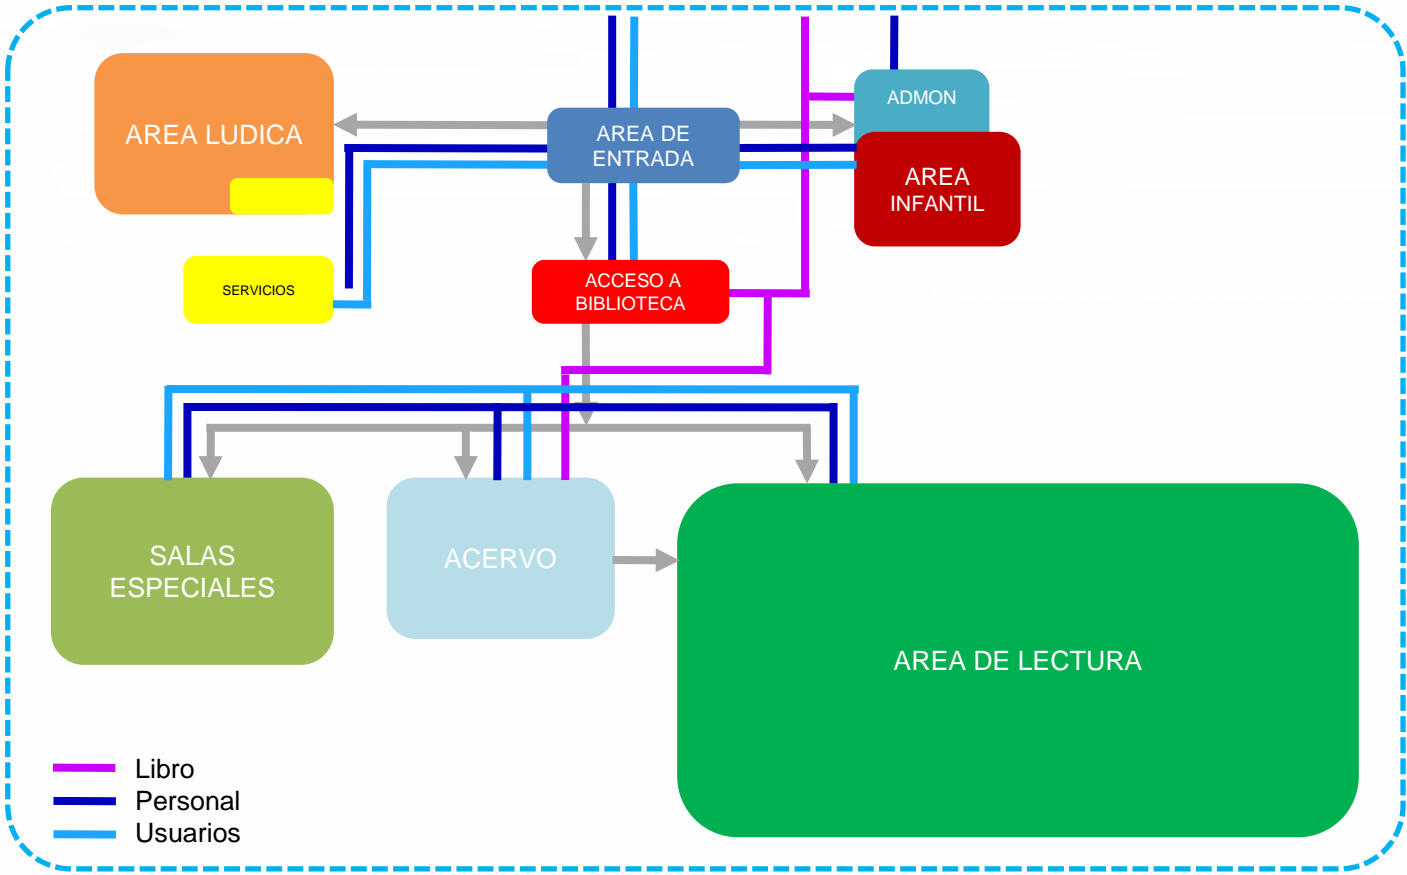 AREA LUDICA
AREA DE
ENTRADA
ADMON
AREA
INFANTIL
SERVICIOS
ACCESO A
BIBLIOTECA
SALAS
ESPECIALES
ACERVO
AREA DE LECTURA
Libro
Personal
Usuarios